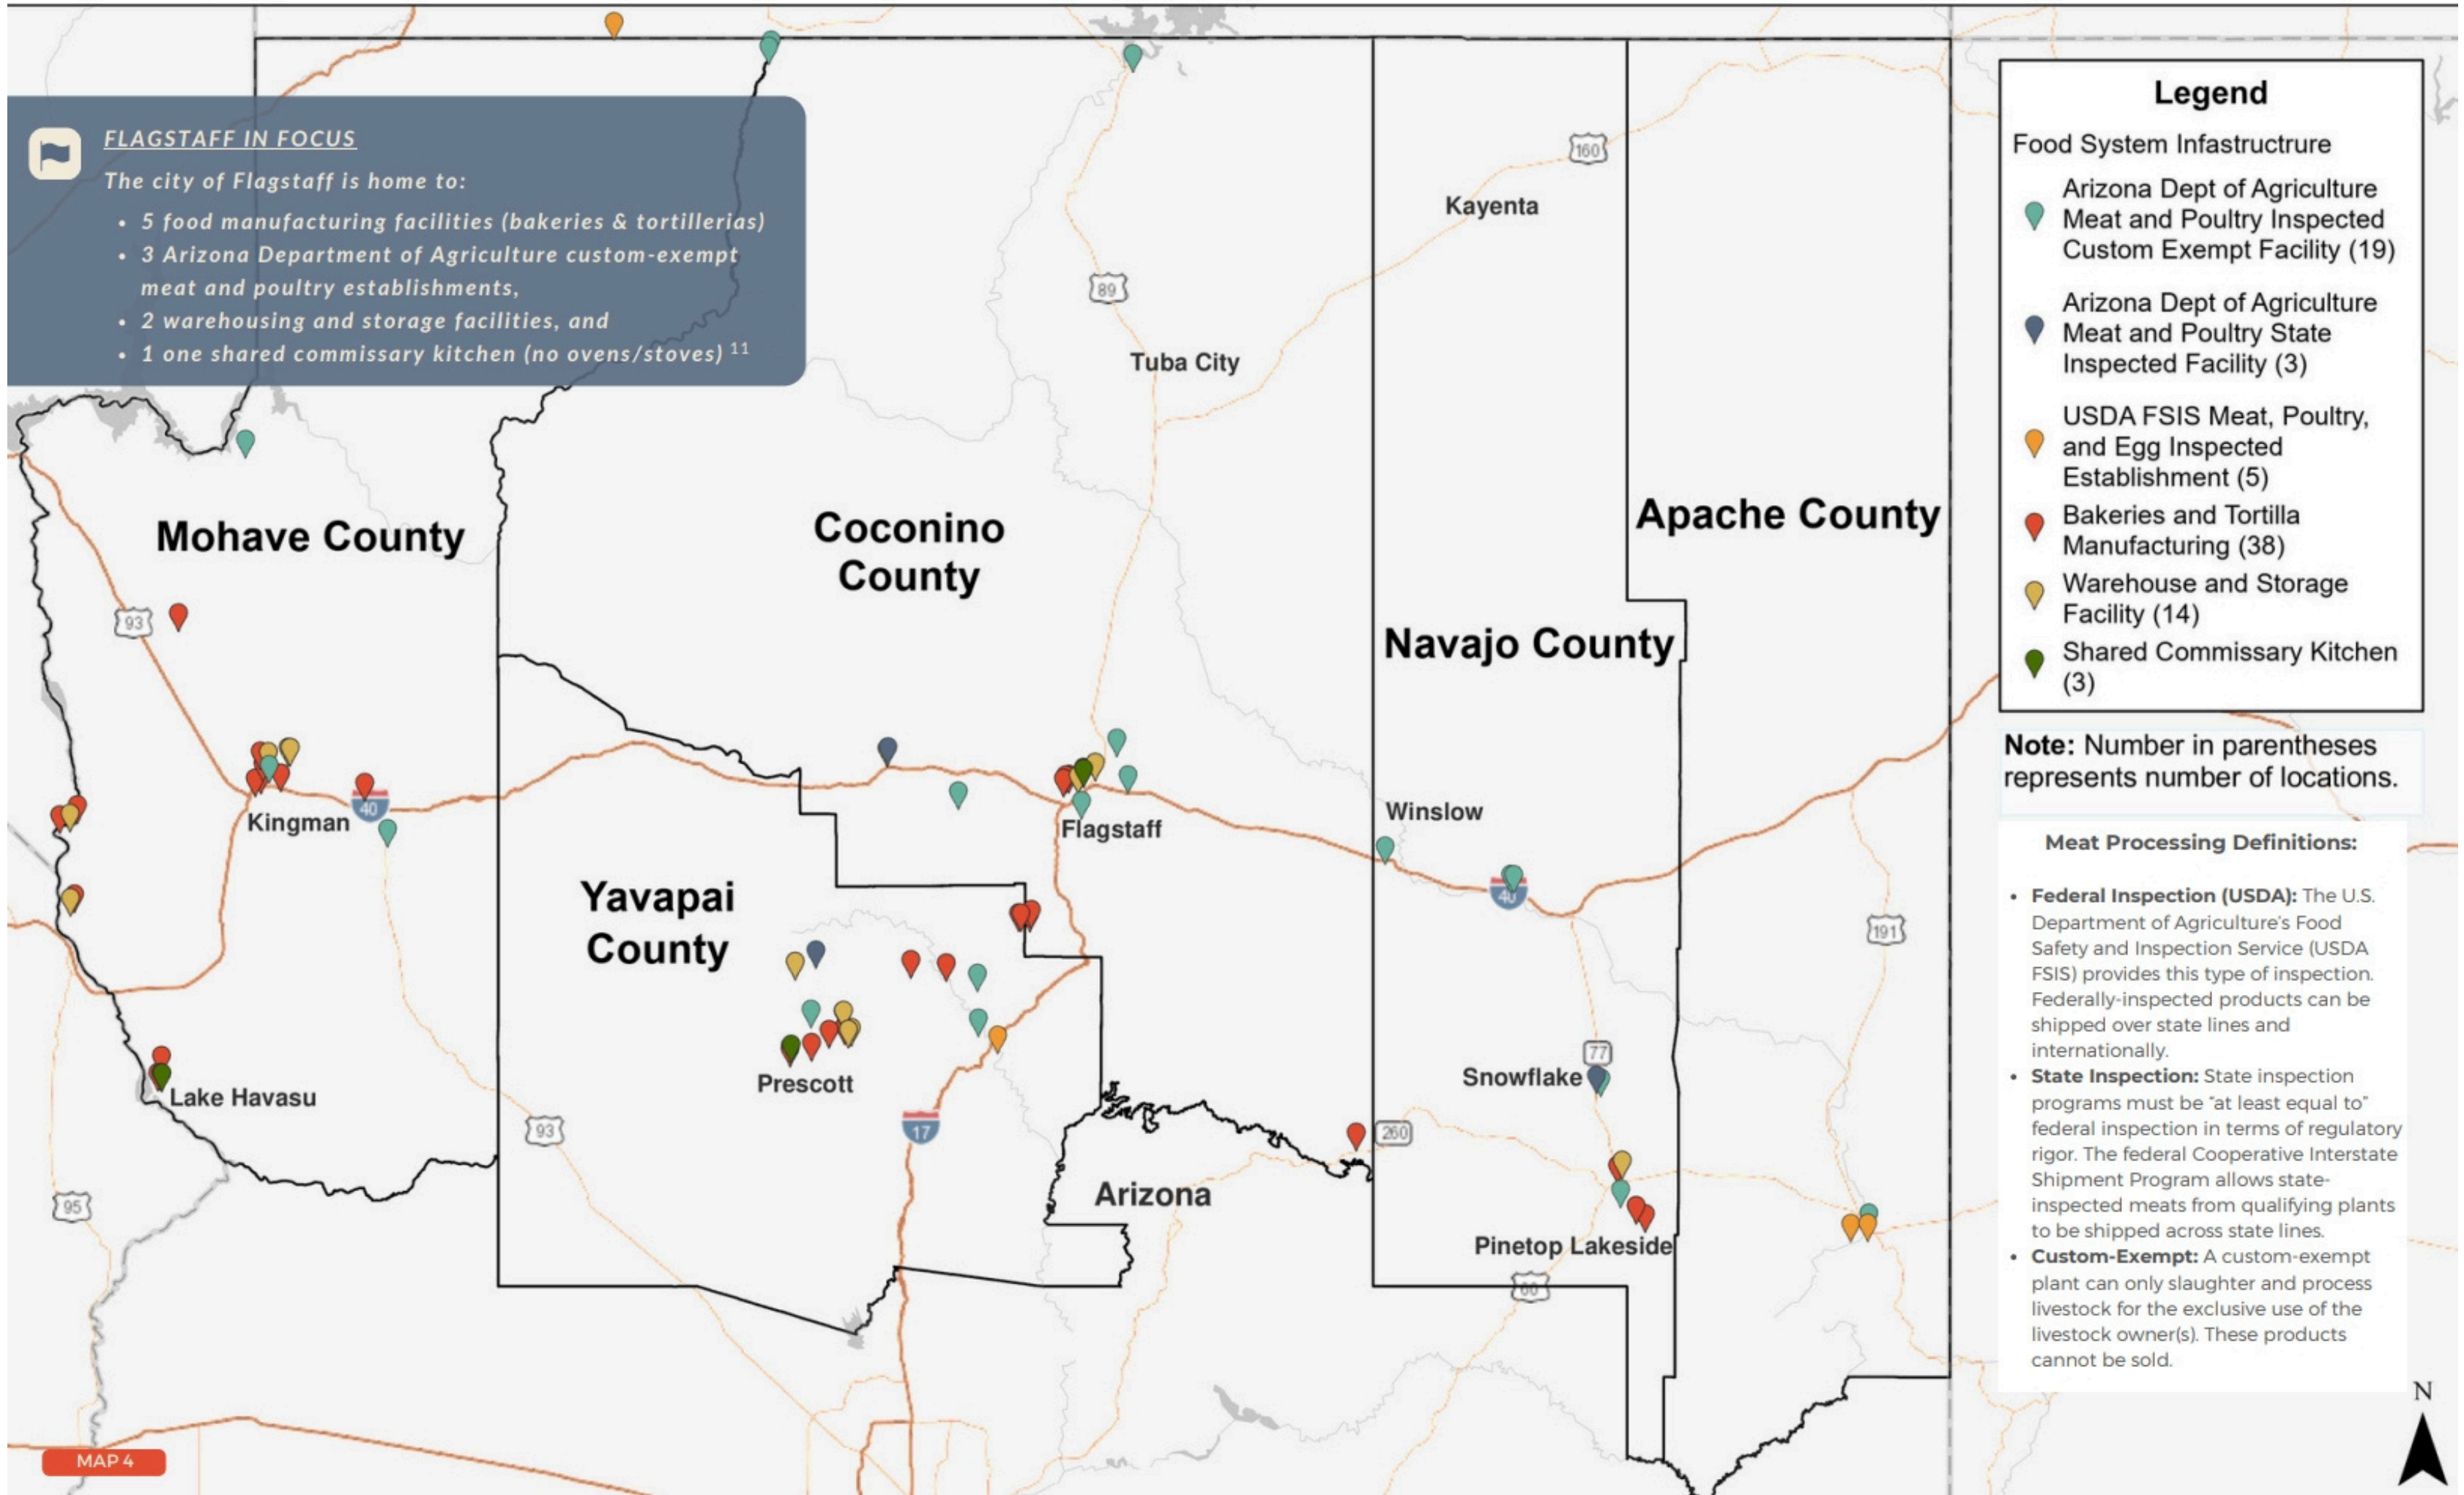 FLAGSTAFF IN FOCUS
The city of Flagstaff is home to:
• 5 food manufacturing facilities (bakeries & tortillerias)
• 3 Arizona Department of Agriculture custom-exempt
meat and poultry establishments,
• 2 warehousing and storage facilities, and
• 1 one shared commissary kitchen (no ovens/stoves) 11
160
Kayenta
89
Tuba City
Mohave County
Coconino
County
Apache County
93
Navajo County
40
Kingman
Flagstaff
Winslow
40
Yavapai
County
191
77
Snowflake
Prescott
Lake Havasu
17
93
260
95
Arizona
Pinetop Lakeside
60
MAP 4
Legend
Food System Infastructrure
Arizona Dept of Agriculture
Meat and Poultry Inspected
Custom Exempt Facility (19)
Arizona Dept of Agriculture
Meat and Poultry State
Inspected Facility (3)
USDA FSIS Meat, Poultry,
and Egg Inspected
Establishment (5)
Bakeries and Tortilla
Manufacturing (38)
Warehouse and Storage
Facility (14)
Shared Commissary Kitchen
(3)
Note: Number in parentheses
represents number of locations.
Meat Processing Definitions:
• Federal Inspection (USDA): The U.S.
Department of Agriculture's Food
Safety and Inspection Service (USDA
FSIS) provides this type of inspection.
Federally-inspected products can be
shipped over state lines and
internationally.
• State Inspection: State inspection
programs must be "at least equal to"
federal inspection in terms of regulatory
rigor. The federal Cooperative Interstate
Shipment Program allows state-
inspected meats from qualifying plants
to be shipped across state lines.
• Custom-Exempt: A custom-exempt
plant can only slaughter and process
livestock for the exclusive use of the
livestock owner(s). These products
cannot be sold.
N